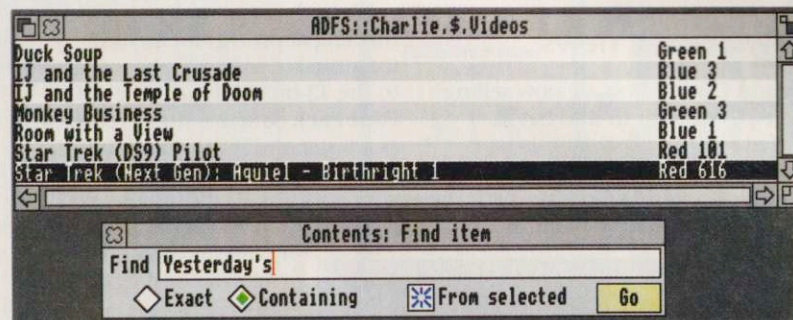 ADFS::Charlie.$.Videos
Duck Soup Green 1
IJ and the Last Crusade Blue 3
IJ and the Temple of Doom Blue 2
Monkey Business Green 3
Room with a View Blue 1
Star Trek (DS9) Pilot Red 101
Star Trek (Next Gen): Aquiel - Birthright 1 Red 616
Contents: Find item
Find Yesterday's
Exact Containing From selected Go